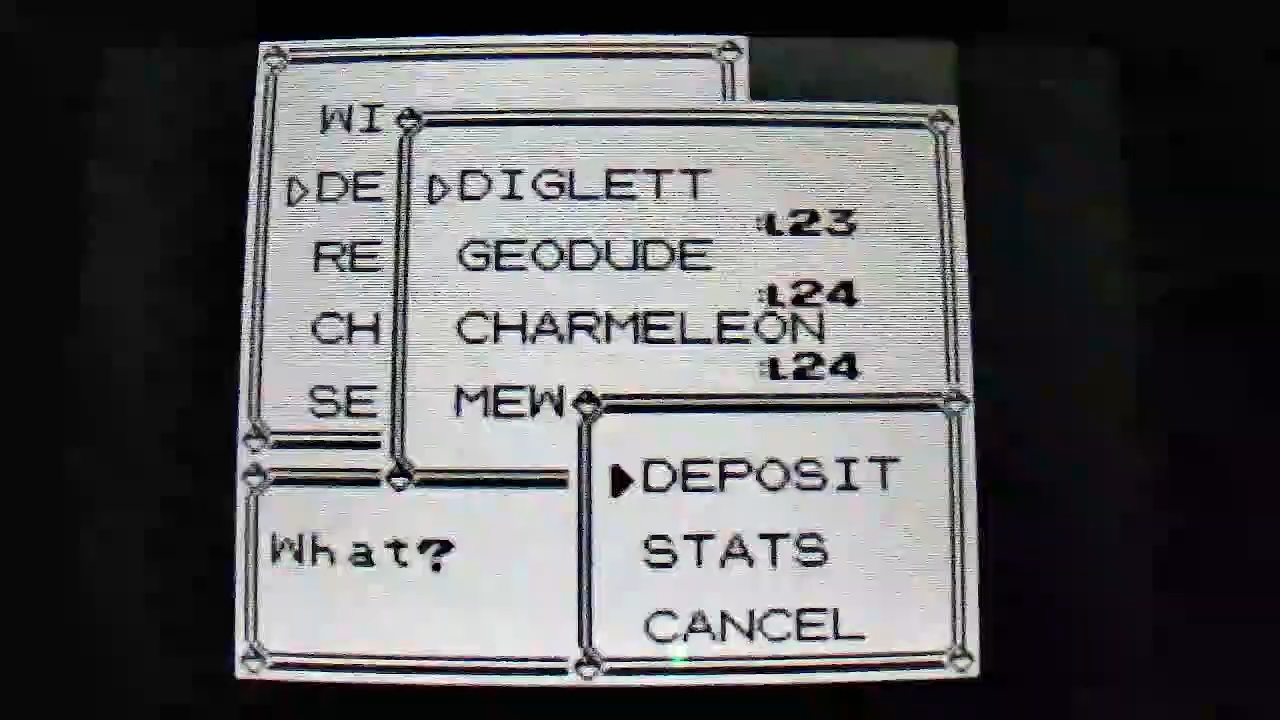 WI
DE
RE
CH
SE
DIGLETT
:L23
GEODUDE
:L24
CHARMELEON
:L24
MEW
DEPOSIT
STATS
CANCEL
What?